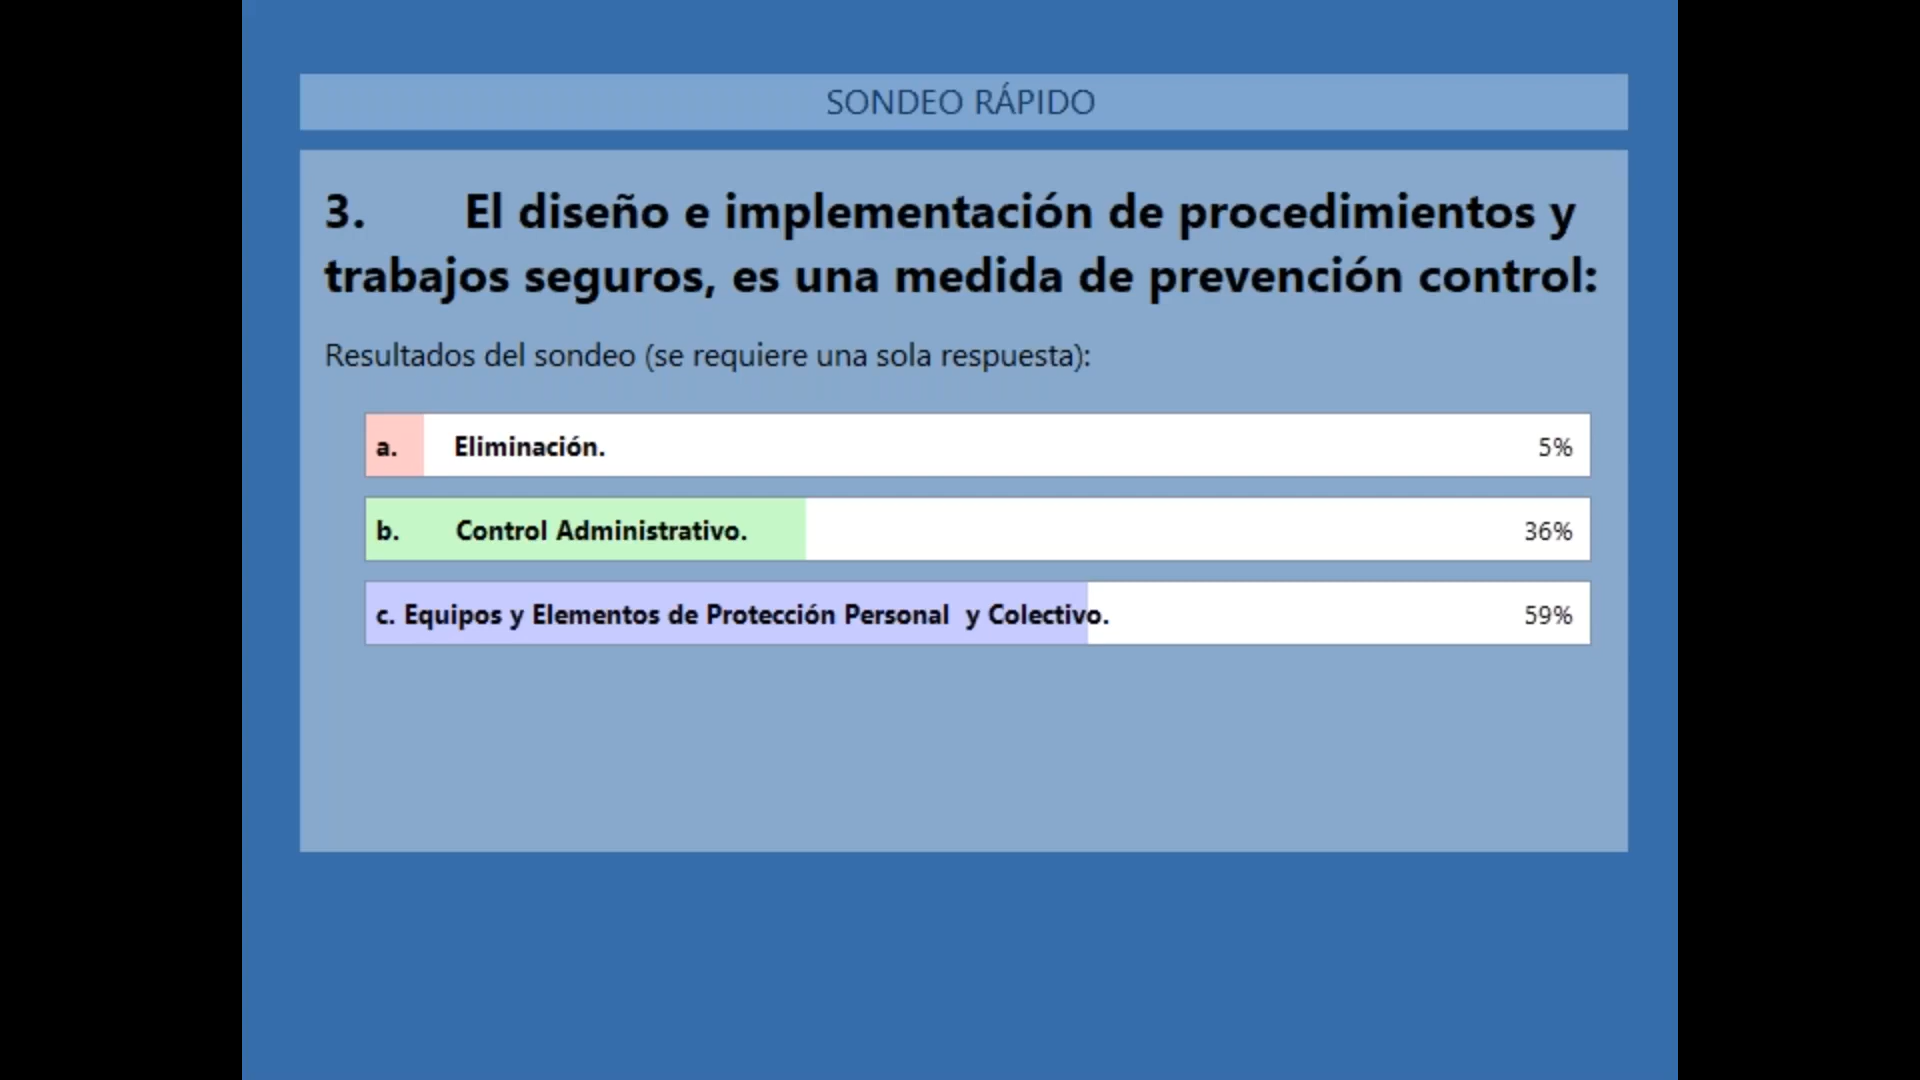 SONDEO RÁPIDO
3. El diseño e implementación de procedimientos y
trabajos seguros, es una medida de prevención control:
Resultados del sondeo (se requiere una sola respuesta):
a. Eliminación. 5%
b. Control Administrativo. 36%
c. Equipos y Elementos de Protección Personal y Colectivo. 59%